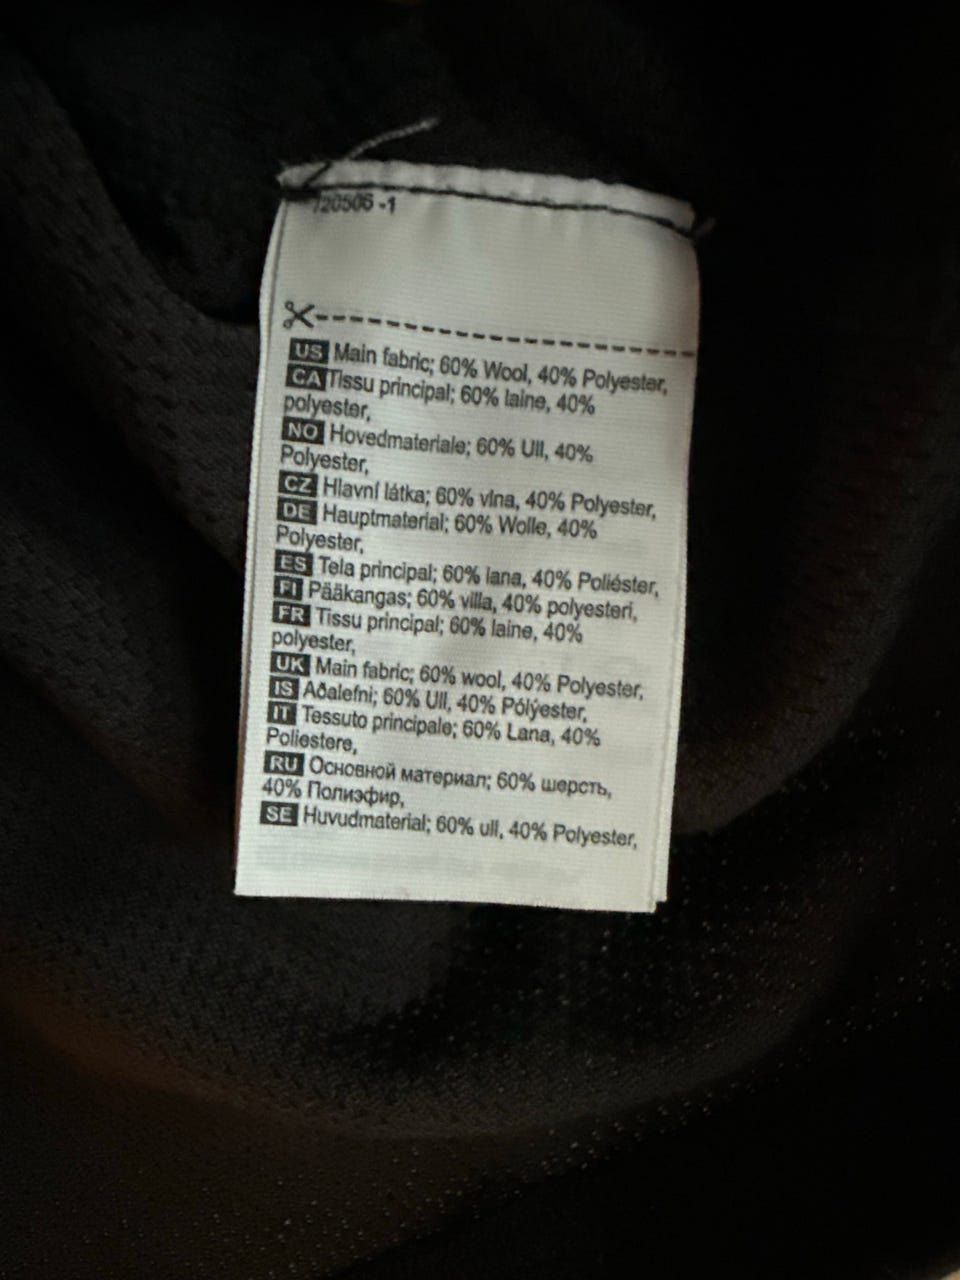 720506 -1
US Main fabric; 60% Wool, 40% Polyester,
CA Tissu principal; 60% laine, 40%
polyester,
NO Hovedmateriale; 60% Ull, 40%
Polyester,
CZ Hlavní látka; 60% vlna, 40% Polyester,
DE Hauptmaterial; 60% Wolle, 40%
Polyester,
ES Tela principal; 60% lana, 40% Poliéster,
FI Pääkangas; 60% villa, 40% polyesteri,
FR Tissu principal; 60% laine, 40%
polyester,
UK Main fabric; 60% wool, 40% Polyester,
IS Aðalefni; 60% Ull, 40% Pólýester,
IT Tessuto principale; 60% Lana, 40%
Poliestere,
RU Основной материал; 60% шерсть,
40% Полиэфир,
SE Huvudmaterial; 60% ull, 40% Polyester,